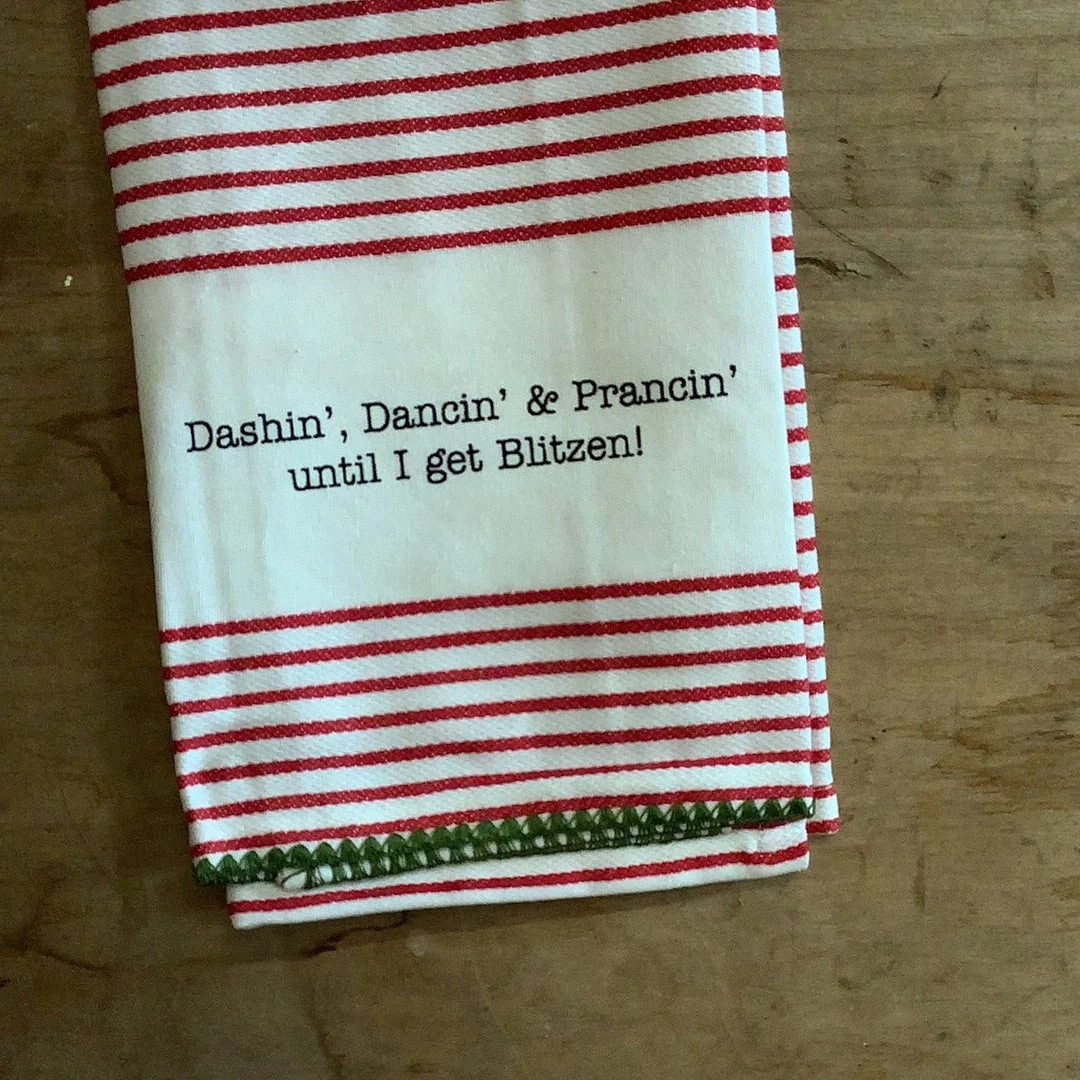 Dashin’, Dancin’ & Prancin’
until I get Blitzen!